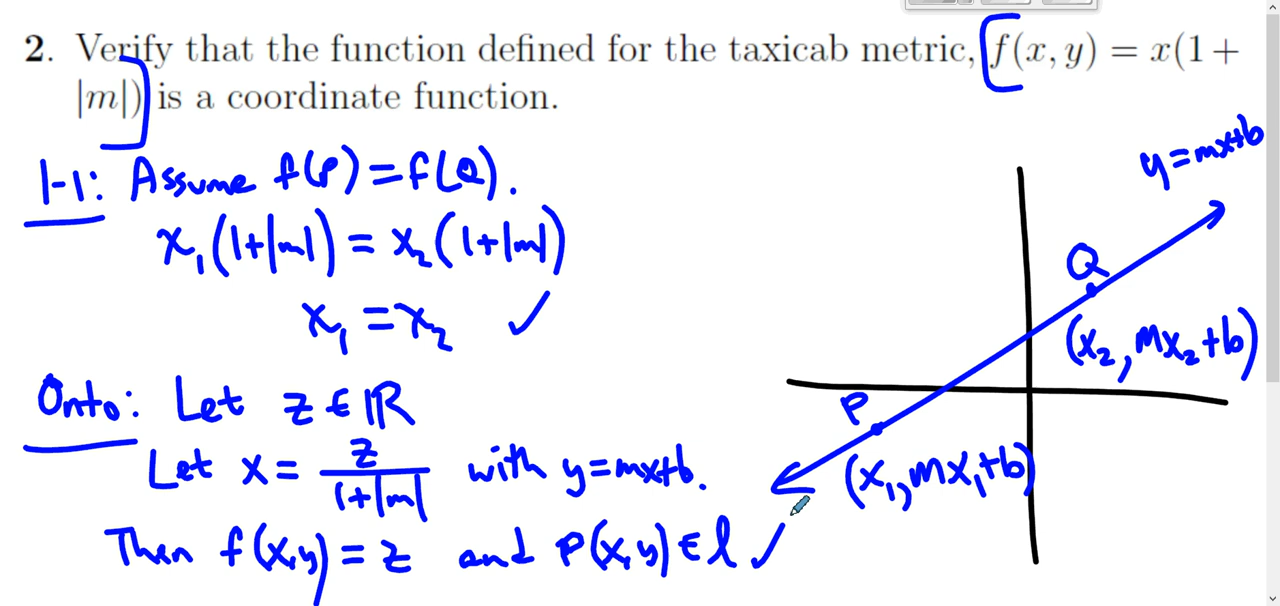 2. Verify that the function defined for the taxicab metric, f(x, y) = x(1+
|m|) is a coordinate function.
1-1: Assume f(P)=f(Q).
x₁(1+|m|) = x₂(1+|m|)
x₁ = x₂ ✓
Onto: Let z ∈ ℝ
Let x = z/(1+|m|) with y=mx+b.
Then f(x,y) = z and P(x,y) ∈ l ✓
y=mx+b
Q
(x₂, mx₂+b)
P
(x₁, mx₁+b)